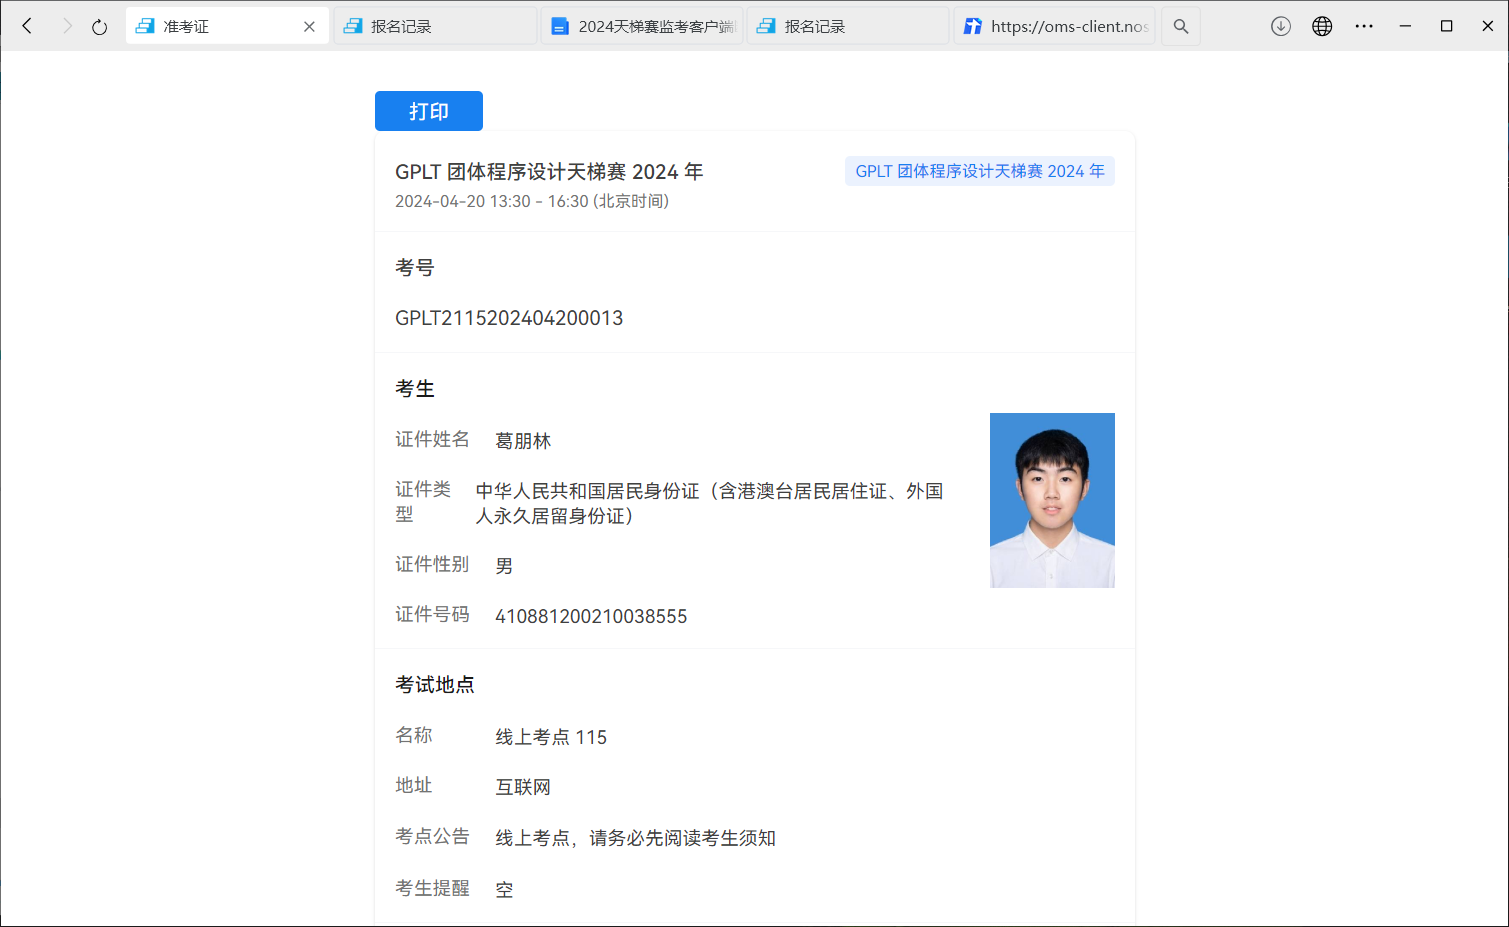 准考证
报名记录
2024天梯赛监考客户端
报名记录
https://oms-client.nos
打印
GPLT 团体程序设计天梯赛 2024 年
GPLT 团体程序设计天梯赛 2024 年
2024-04-20 13:30 - 16:30 (北京时间)
考号
GPLT2115202404200013
考生
证件姓名 葛朋林
证件类 中华人民共和国居民身份证（含港澳台居民居住证、外国
型 人永久居留身份证）
证件性别 男
证件号码 410881200210038555
考试地点
名称 线上考点 115
地址 互联网
考点公告 线上考点，请务必先阅读考生须知
考生提醒 空